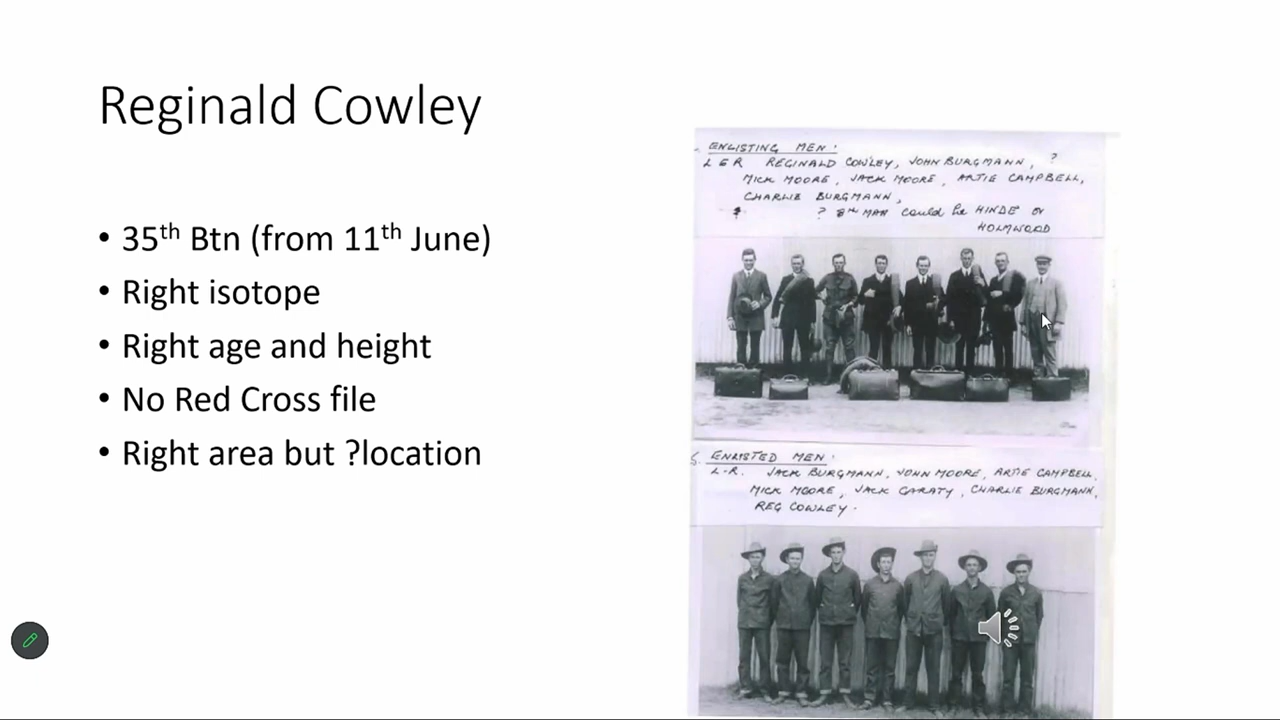 Reginald Cowley
• 35th Btn (from 11th June)
• Right isotope
• Right age and height
• No Red Cross file
• Right area but ?location
ENLISTING MEN.
REGINALD COWLEY, JOHN BURGMANN, ?
MICK MOORE, JACK MOORE, ARTIE CAMPBELL,
CHARLIE BURGMANN,
? 8TH MAN could be HINDE or
HOLMWOOD
ENLISTED MEN.
L-R. JACK BURGMANN, JOHN MOORE, ARTIE CAMPBELL,
MICK MOORE, JACK GARATY, CHARLIE BURGMANN,
REG COWLEY.